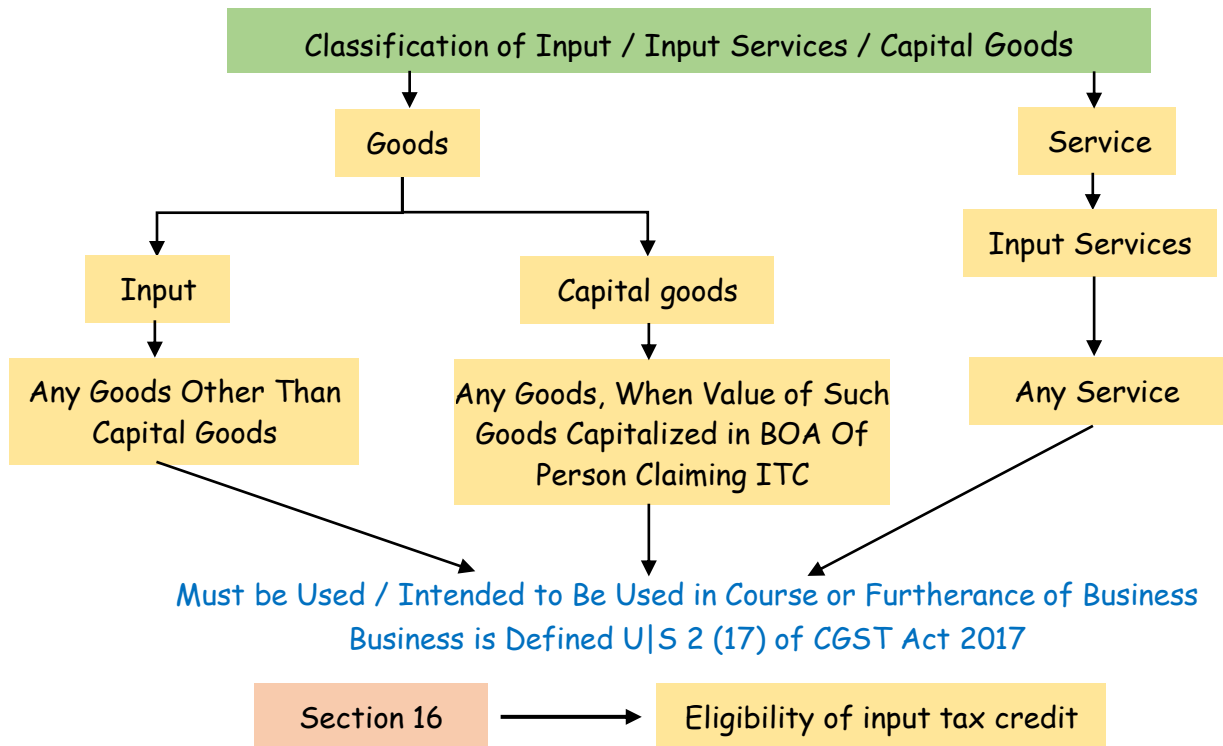 Classification of Input / Input Services / Capital Goods
Goods
Service
Input Services
Input
Capital goods
Any Goods Other Than
Capital Goods
Any Goods, When Value of Such
Goods Capitalized in BOA Of
Person Claiming ITC
Any Service
Must be Used / Intended to Be Used in Course or Furtherance of Business
Business is Defined U|S 2 (17) of CGST Act 2017
Section 16
Eligibility of input tax credit